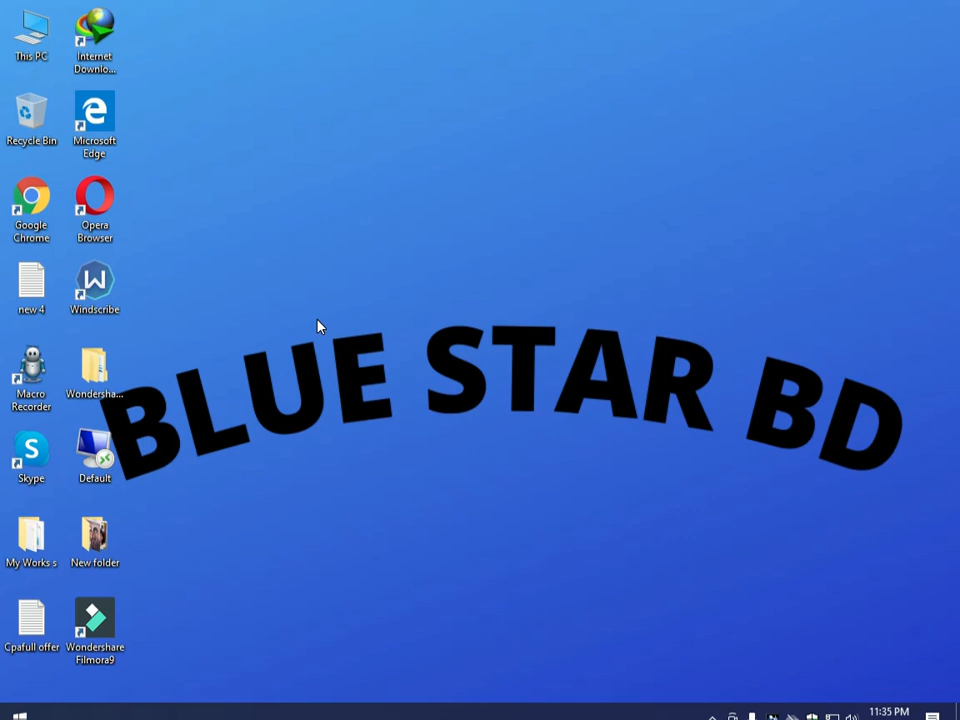 This PC
Internet
Downlo...
Recycle Bin
Microsoft
Edge
Google
Chrome
Opera
Browser
new 4
W
Windscribe
Macro
Recorder
Wondersha...
S
Skype
Default
My Works s
New folder
Cpafull offer
Wondershare
Filmora9
BLUE STAR BD
11:35 PM